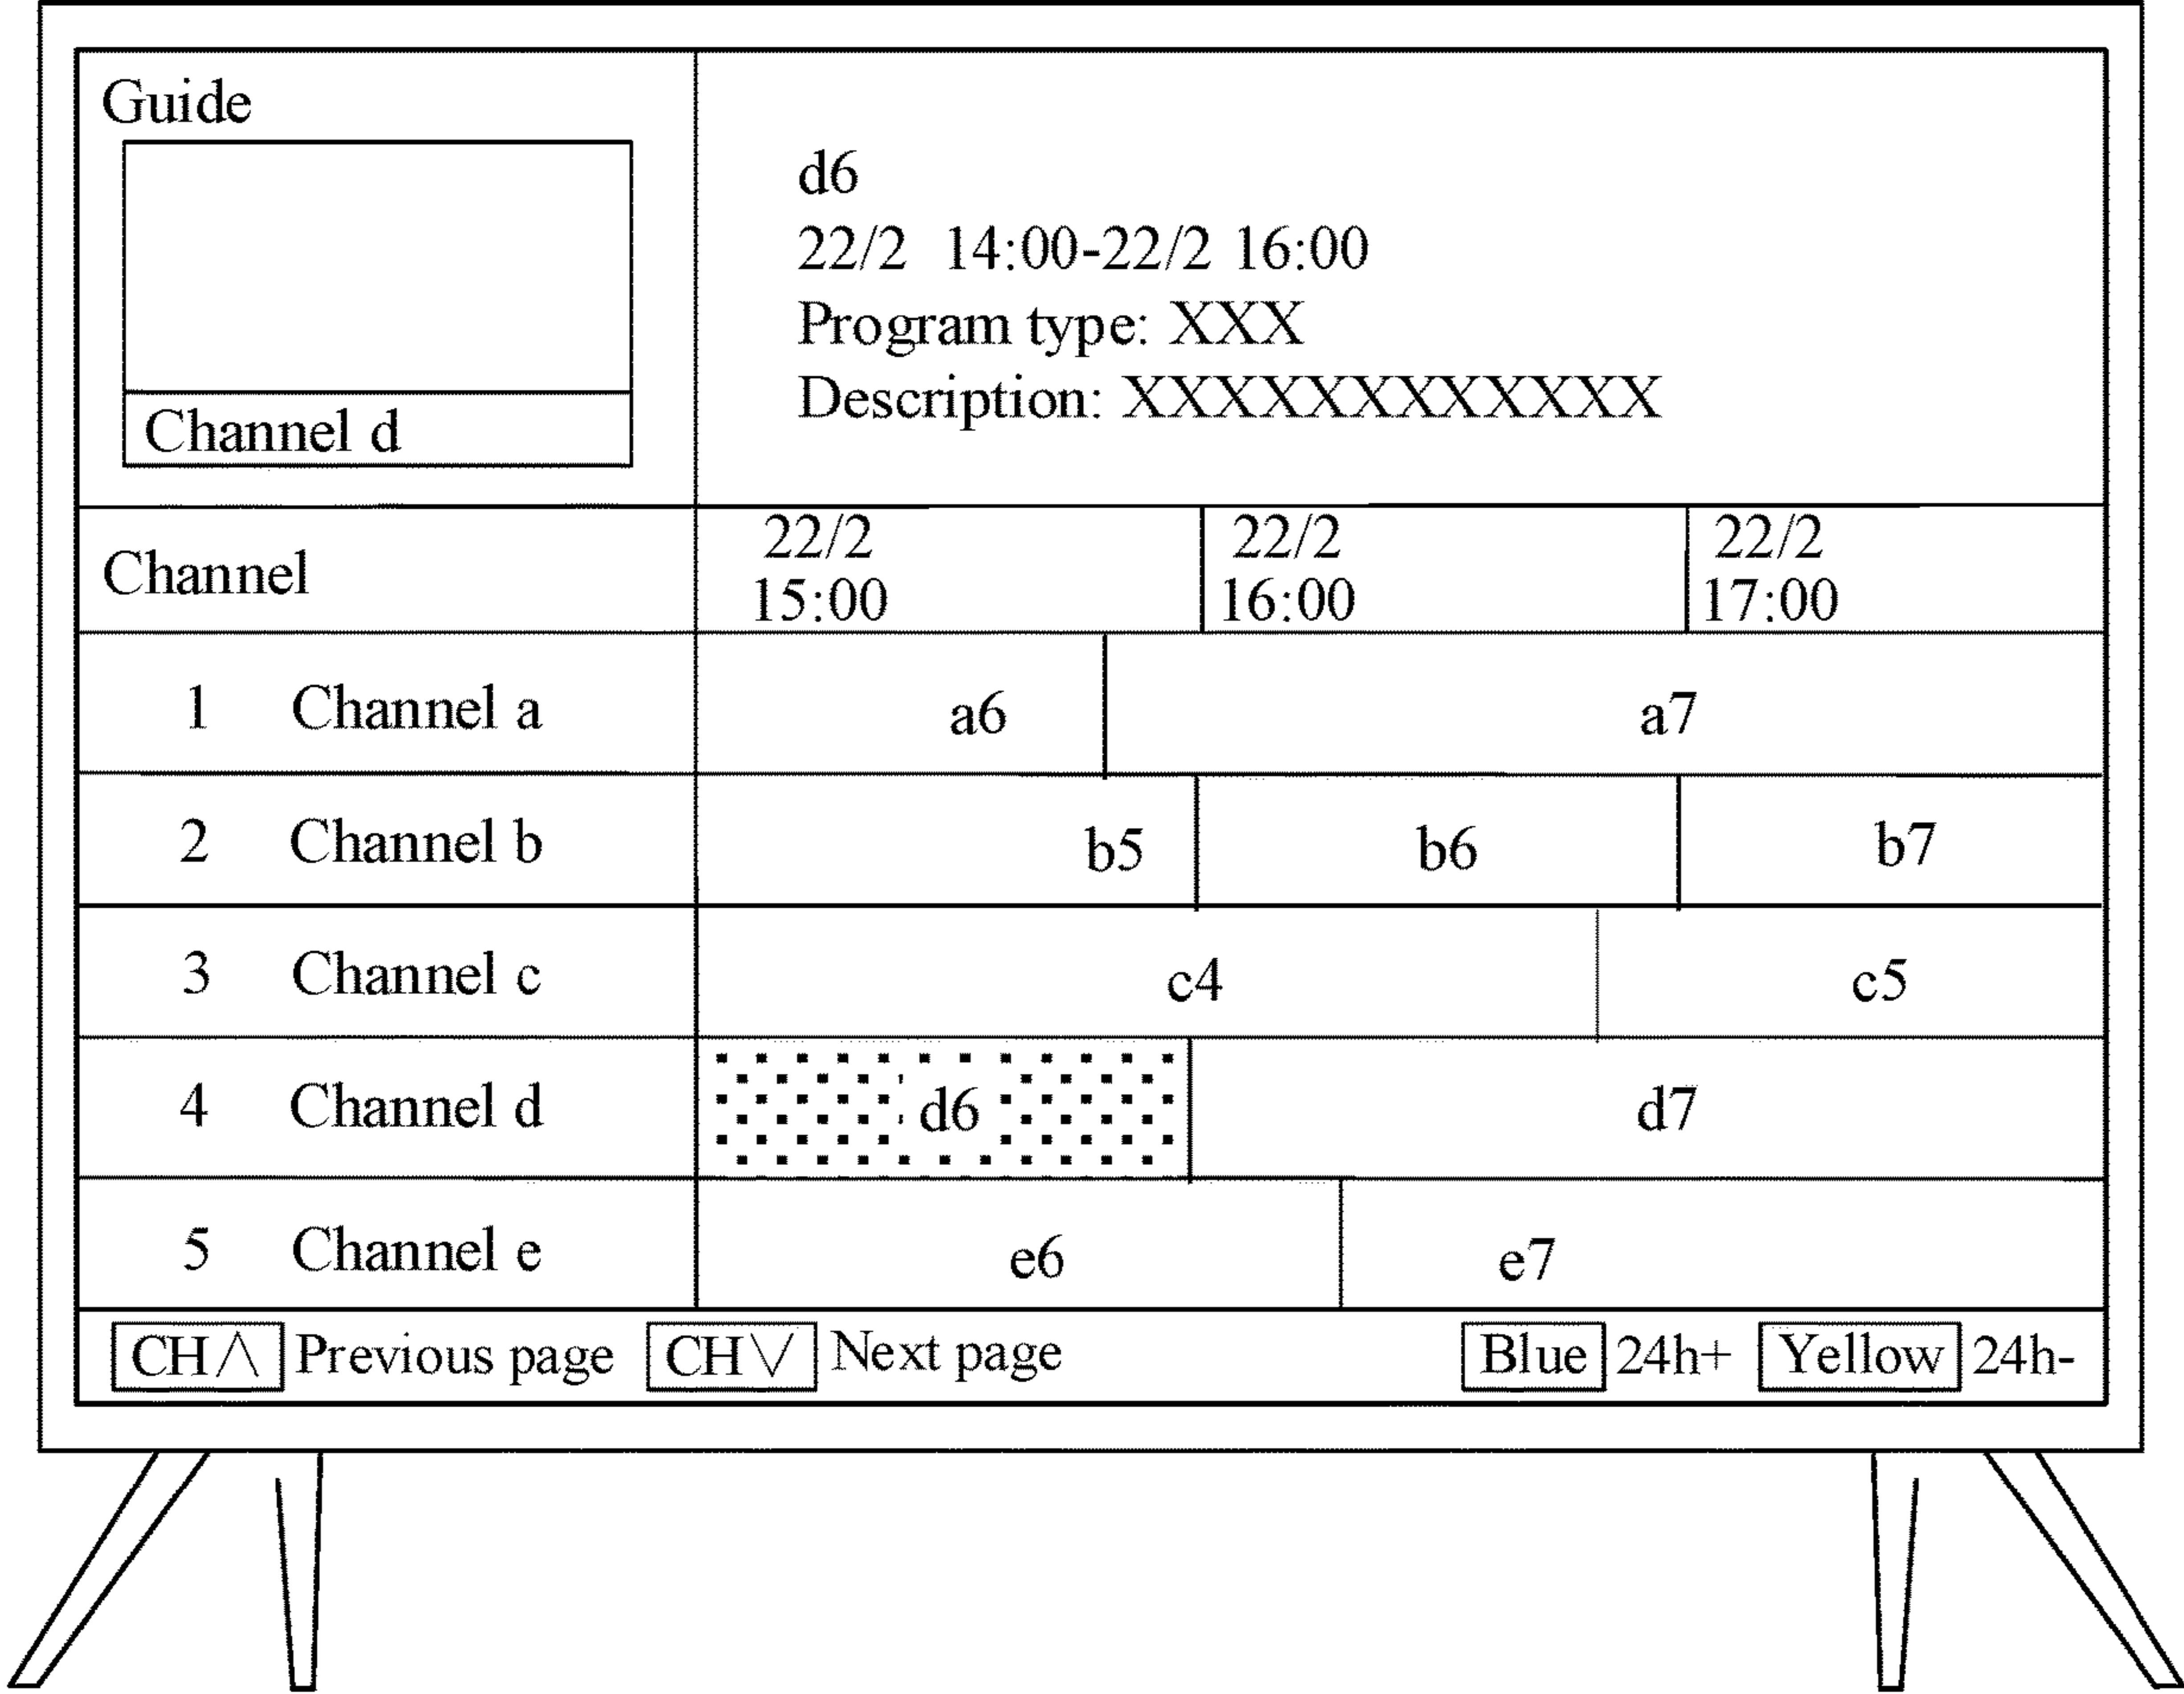 Guide
Channel d
d6
22/2 14:00-22/2 16:00
Program type: XXX
Description: XXXXXXXXXXXX
Channel
22/2 15:00
22/2 16:00
22/2 17:00
1 Channel a a6 a7
2 Channel b b5 b6 b7
3 Channel c c4 c5
4 Channel d d6 d7
5 Channel e e6 e7
CH∧ Previous page CH∨ Next page Blue 24h+ Yellow 24h-